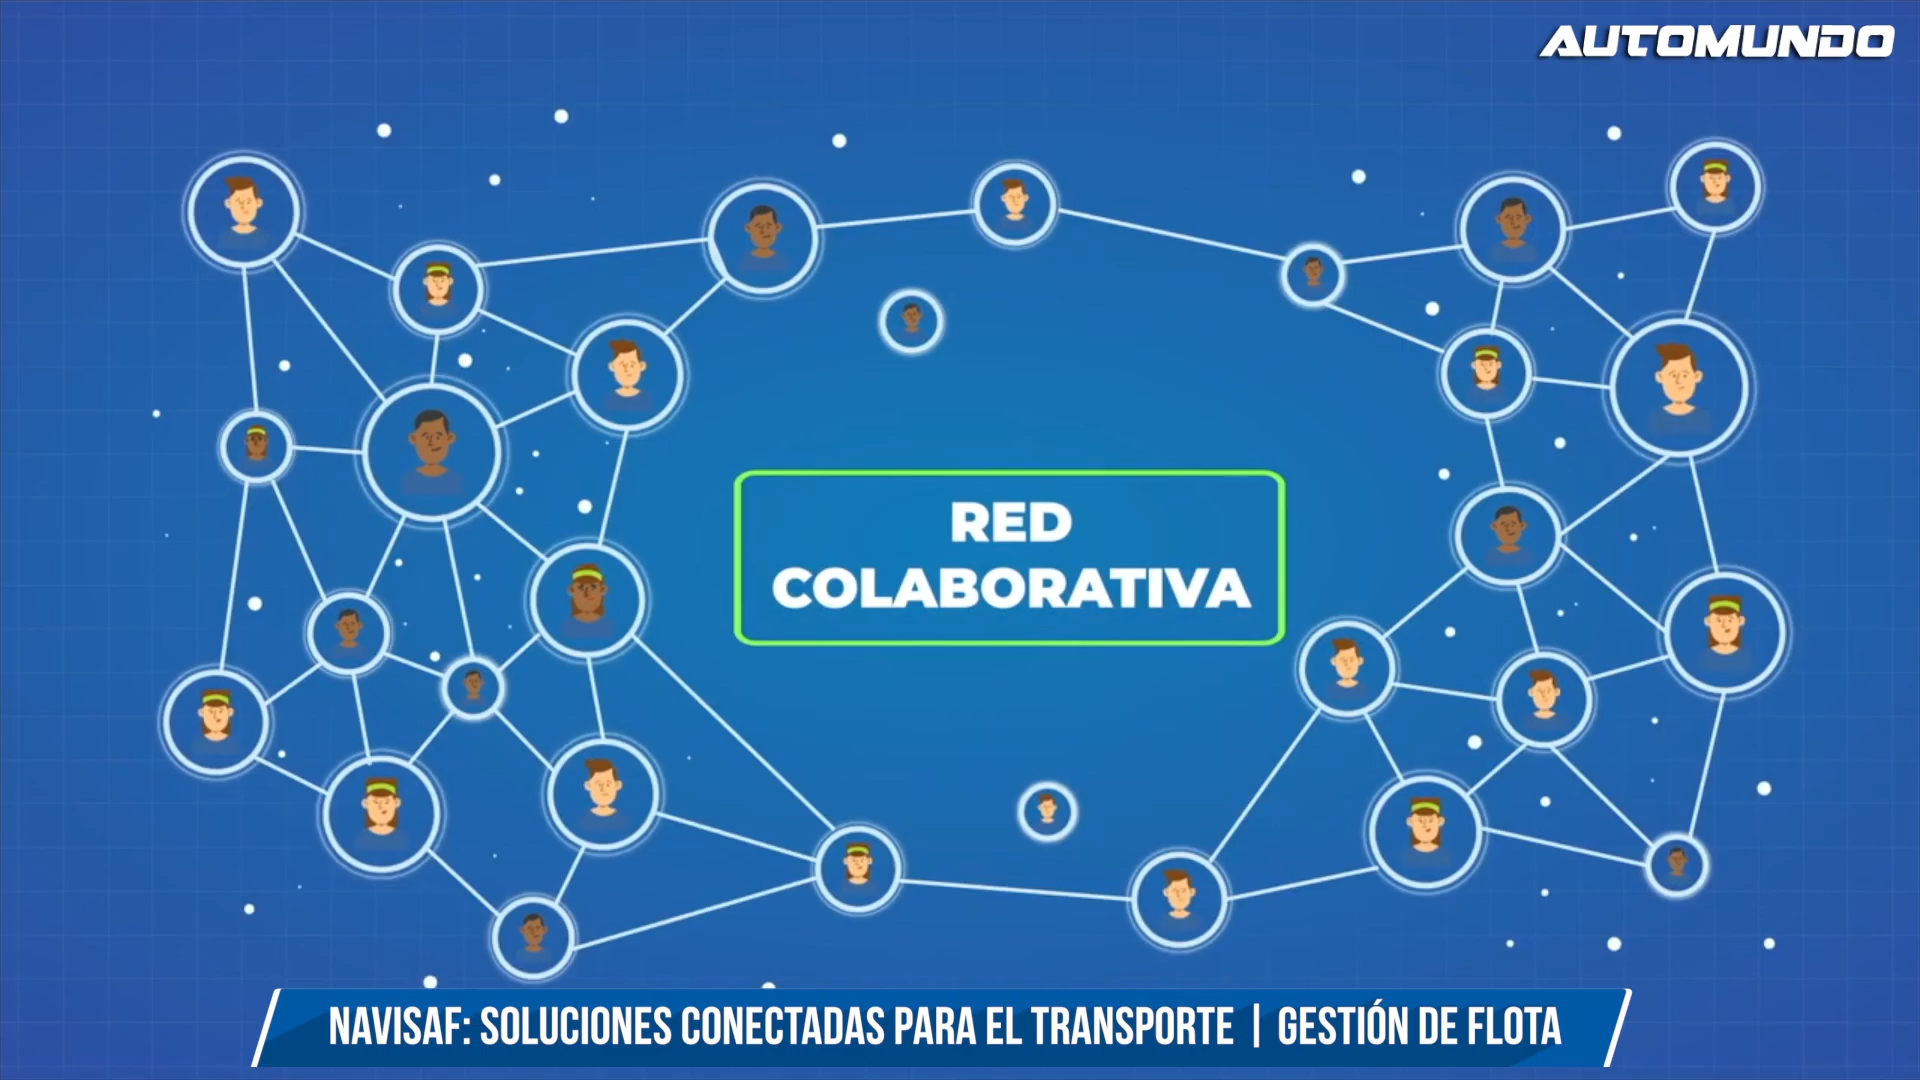 AUTOMUNDO
RED
COLABORATIVA
NAVISAF: SOLUCIONES CONECTADAS PARA EL TRANSPORTE | GESTIÓN DE FLOTA